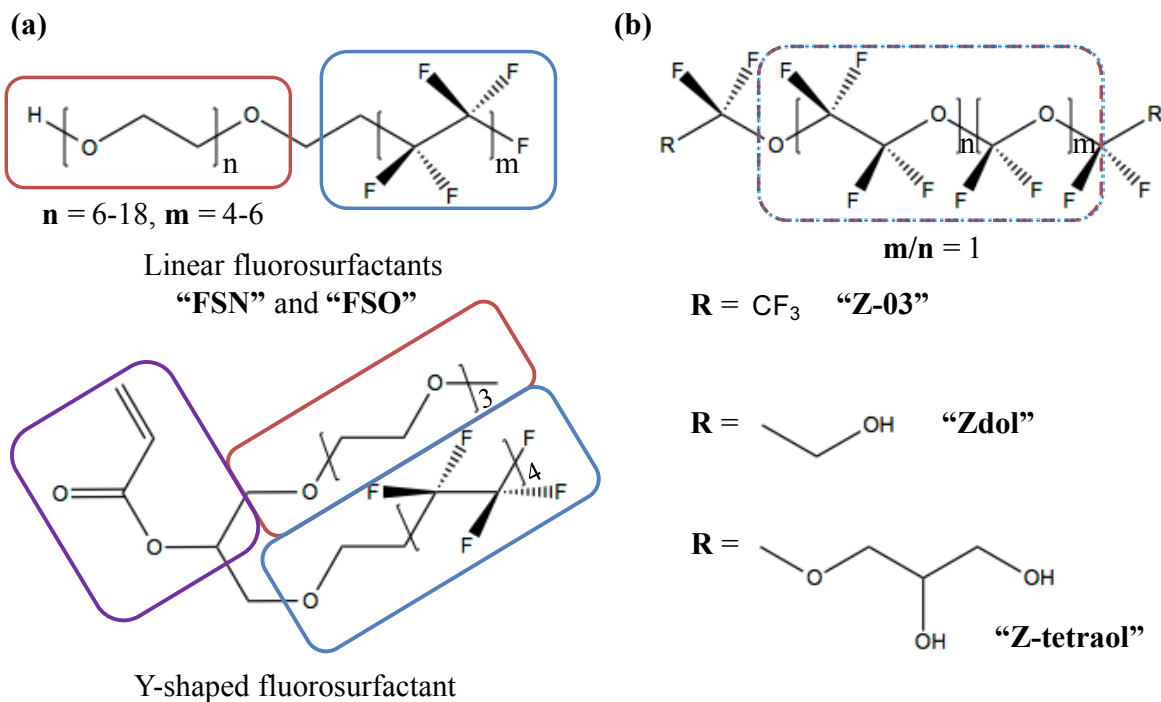 (a)
F
F
H
O
F
O
n
m
F
F
n = 6-18, m = 4-6
Linear fluorosurfactants
“FSN” and “FSO”
O
3
O
F
F
4
O
F
F
O
F
O
Y-shaped fluorosurfactant
(b)
F
F
F
F
R
O
O
n
O
m
R
F
F
F
F
F
F
m/n = 1
R = CF3 “Z-03”
R = OH “Zdol”
R =
O
OH
OH
“Z-tetraol”